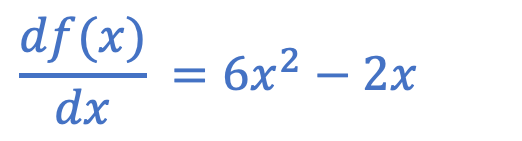 df(x)/dx = 6x² − 2x